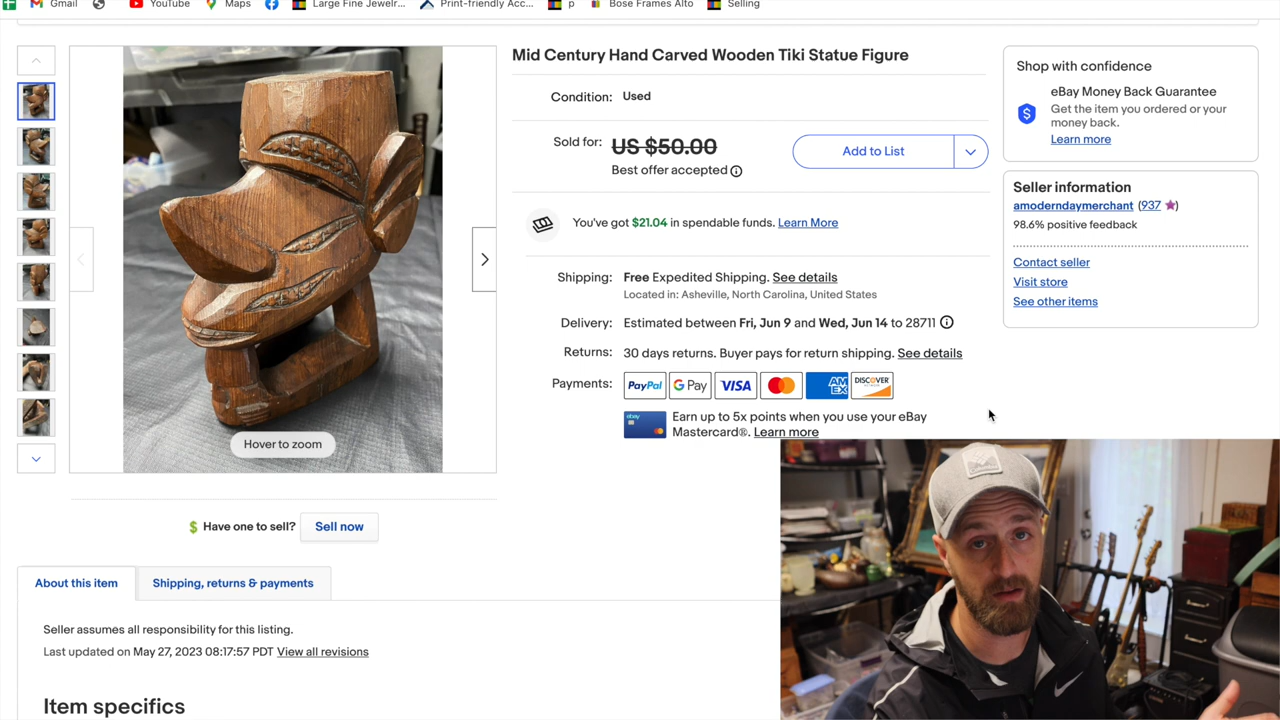 Gmail
YouTube
Maps
Large Fine Jewelr...
Print-friendly Acc...
p
Bose Frames Alto
Selling
Mid Century Hand Carved Wooden Tiki Statue Figure
Condition: Used
Sold for: US $50.00
Best offer accepted
Add to List
You've got $21.04 in spendable funds. Learn More
Shipping: Free Expedited Shipping. See details
Located in: Asheville, North Carolina, United States
Delivery: Estimated between Fri, Jun 9 and Wed, Jun 14 to 28711
Returns: 30 days returns. Buyer pays for return shipping. See details
Payments: PayPal G Pay VISA AM EX DISCOVER
ebay
Earn up to 5x points when you use your eBay
Mastercard®. Learn more
Shop with confidence
eBay Money Back Guarantee
Get the item you ordered or your
money back.
Learn more
Seller information
amoderndaymerchant (937)
98.6% positive feedback
Contact seller
Visit store
See other items
Hover to zoom
Have one to sell? Sell now
About this item
Shipping, returns & payments
Seller assumes all responsibility for this listing.
Last updated on May 27, 2023 08:17:57 PDT View all revisions
Item specifics